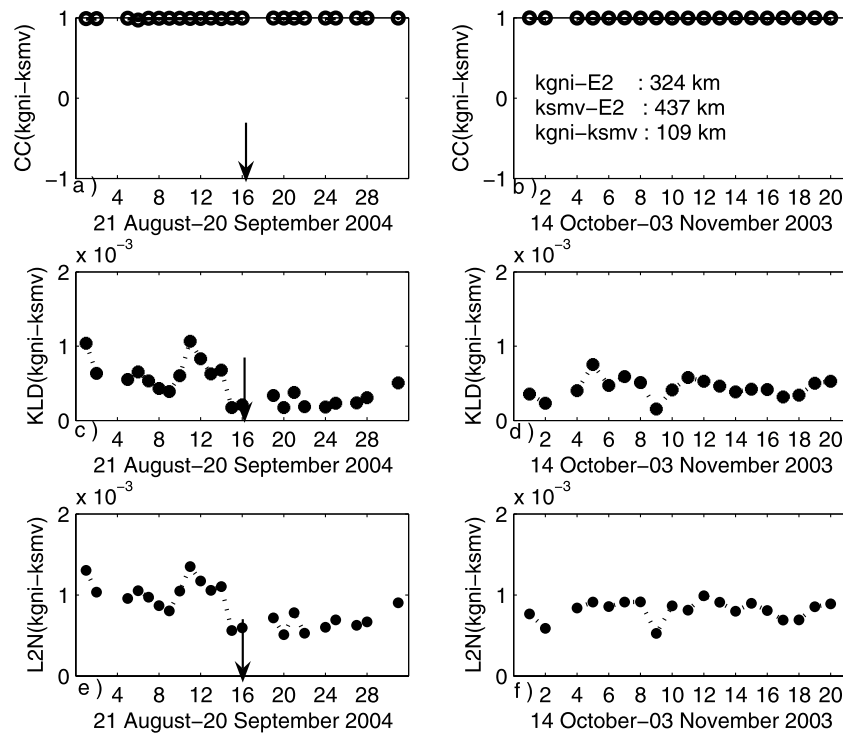 1
0
−1
CC(kgni−ksmv)
a )
4 8 12 16 20 24 28
21 August−20 September 2004
1
0
−1
CC(kgni−ksmv)
kgni−E2 : 324 km
ksmv−E2 : 437 km
kgni−ksmv : 109 km
b )
2 4 6 8 10 12 14 16 18 20
14 October−03 November 2003
x 10−3
2
1
0
KLD(kgni−ksmv)
c )
4 8 12 16 20 24 28
21 August−20 September 2004
x 10−3
2
1
0
KLD(kgni−ksmv)
d )
2 4 6 8 10 12 14 16 18 20
14 October−03 November 2003
x 10−3
2
1
0
L2N(kgni−ksmv)
e )
4 8 12 16 20 24 28
21 August−20 September 2004
x 10−3
2
1
0
L2N(kgni−ksmv)
f )
2 4 6 8 10 12 14 16 18 20
14 October−03 November 2003